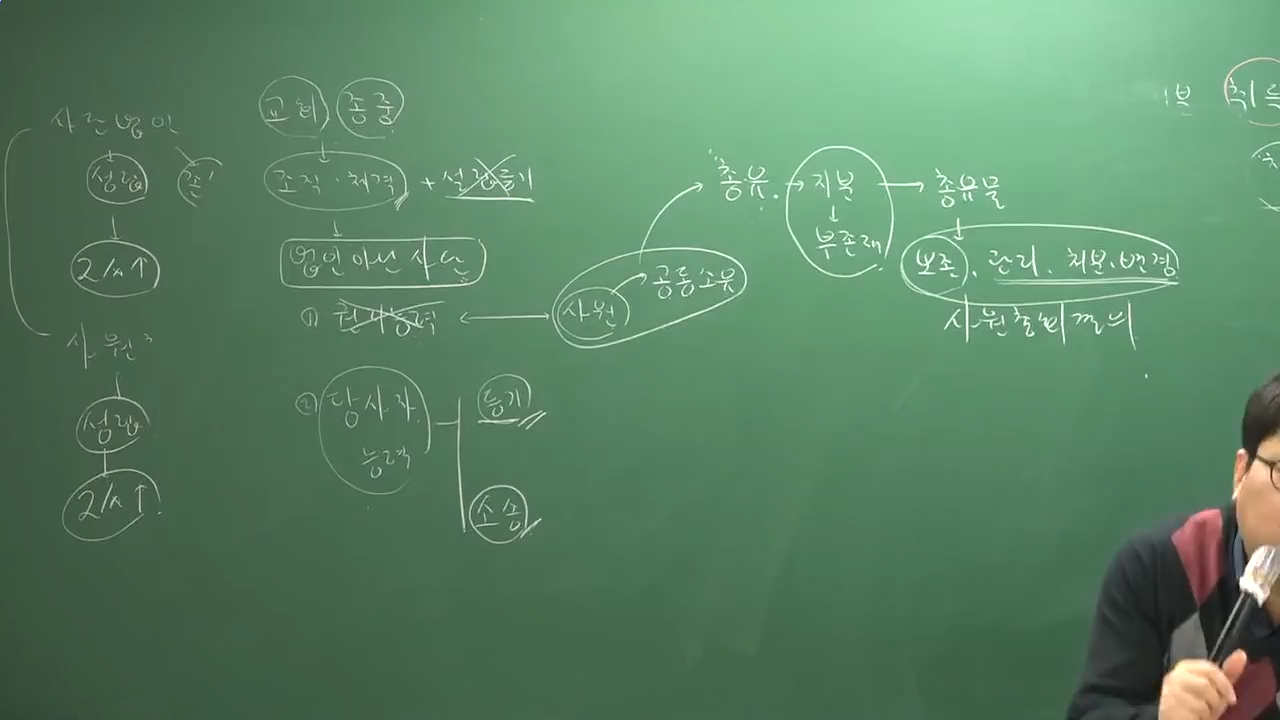 사단법인
성립 존
2人↑
사원
성립
2人↑
교회 종중
조직·체계 + 설립등기
법인아닌 사단
① 권리능력
② 당사자 능력
등기
소송
사원 공동소유
총유 → 지분 → 총유물
부존재
보존, 관리, 처분·변경
사원총회 결의